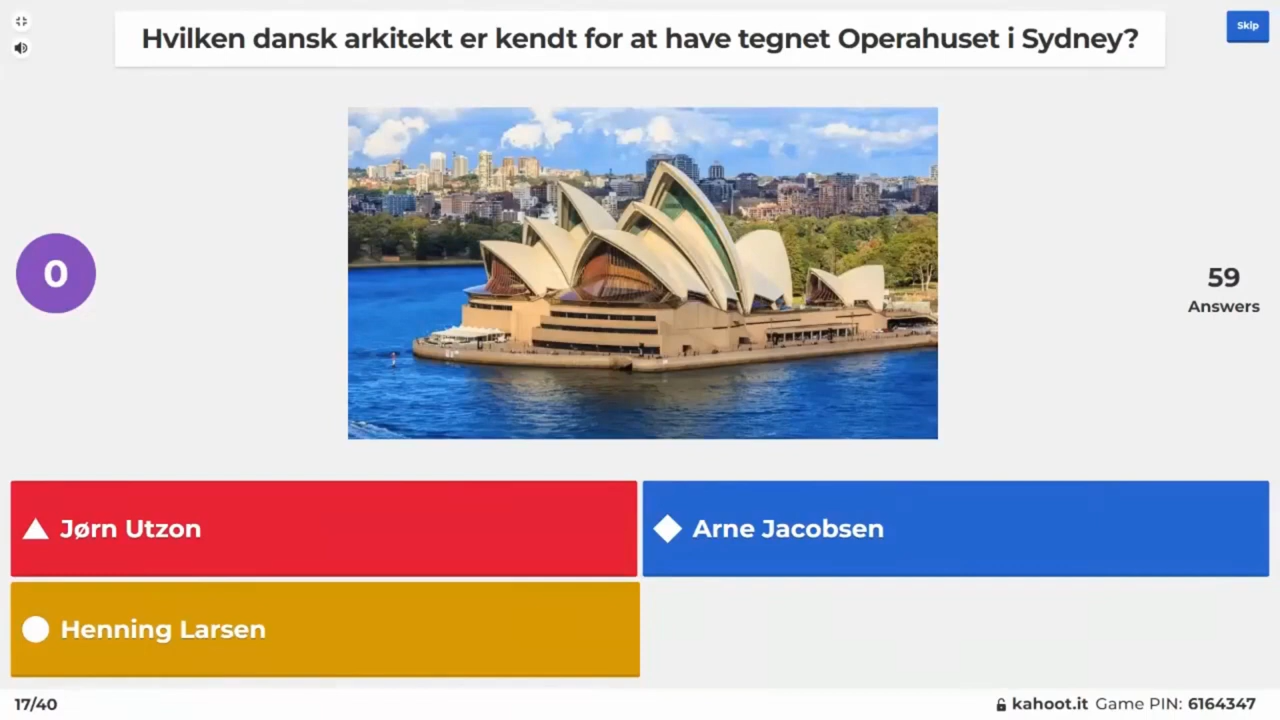 Hvilken dansk arkitekt er kendt for at have tegnet Operahuset i Sydney?
Skip
0
59
Answers
Jørn Utzon
Arne Jacobsen
Henning Larsen
17/40
kahoot.it Game PIN: 6164347